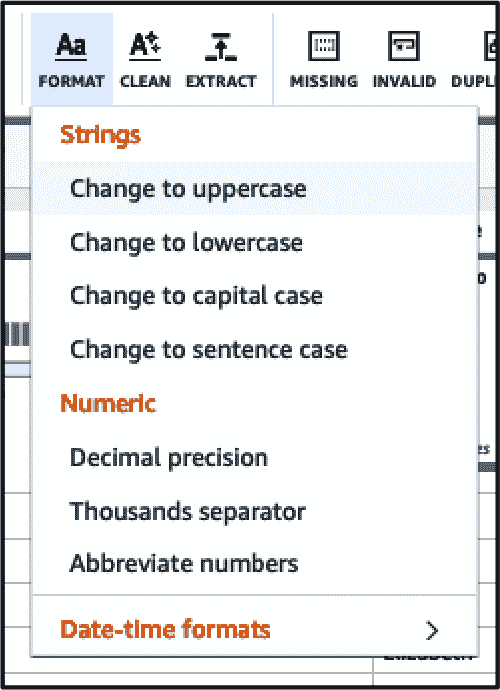 Aa
FORMAT CLEAN EXTRACT MISSING INVALID
Strings
Change to uppercase
Change to lowercase
Change to capital case
Change to sentence case
Numeric
Decimal precision
Thousands separator
Abbreviate numbers
Date-time formats